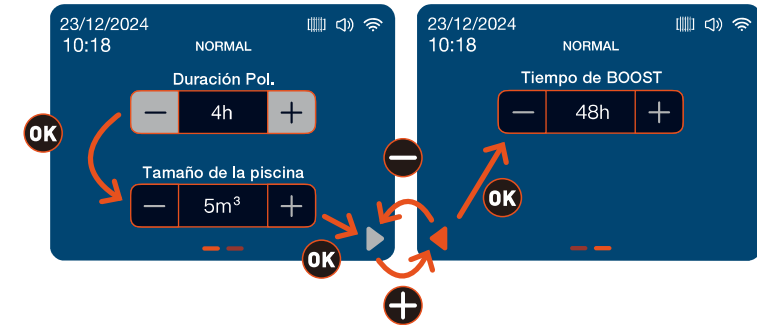 23/12/2024
10:18
NORMAL
Duración Pol.
— 4h +
OK
Tamaño de la piscina
— 5m³ +
OK
23/12/2024
10:18
NORMAL
Tiempo de BOOST
— 48h +
—
OK
+